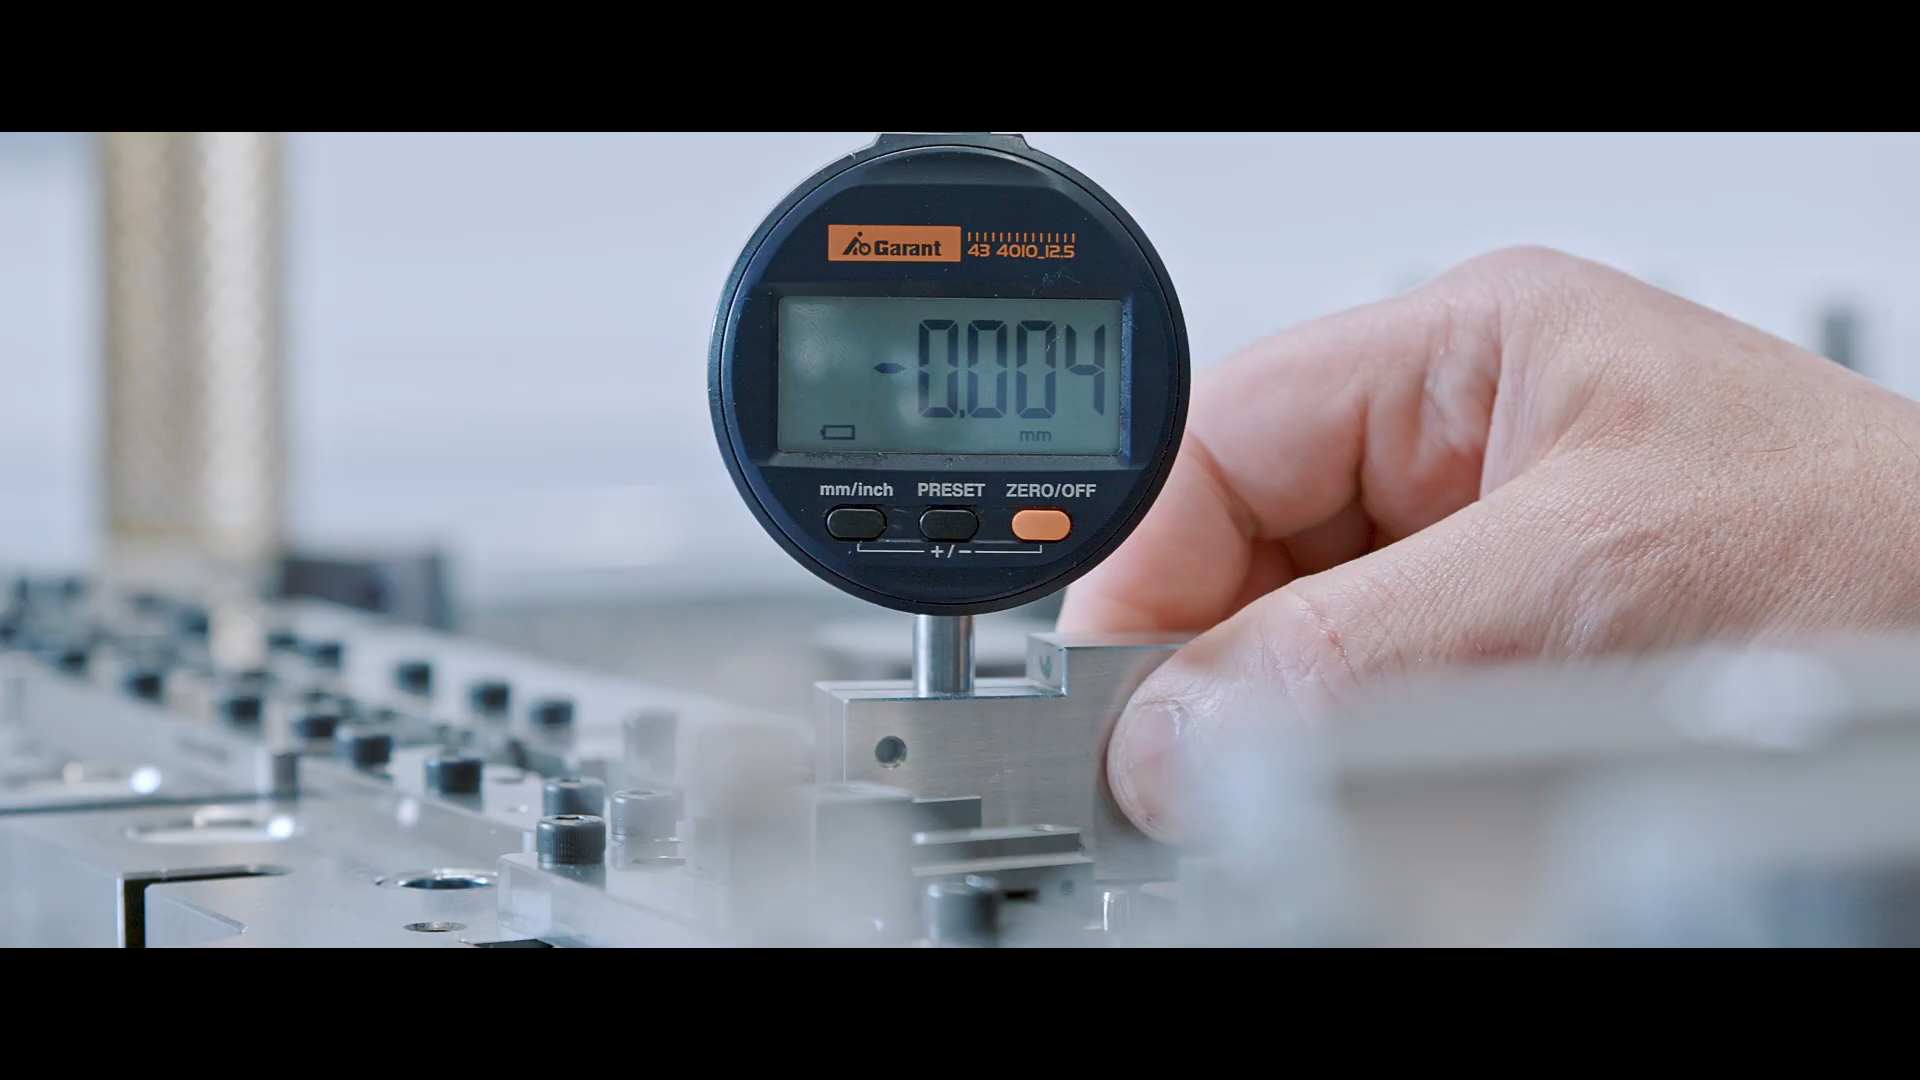 Garant 43 4010_12.5
-0.004
mm
mm/inch PRESET ZERO/OFF
+/-